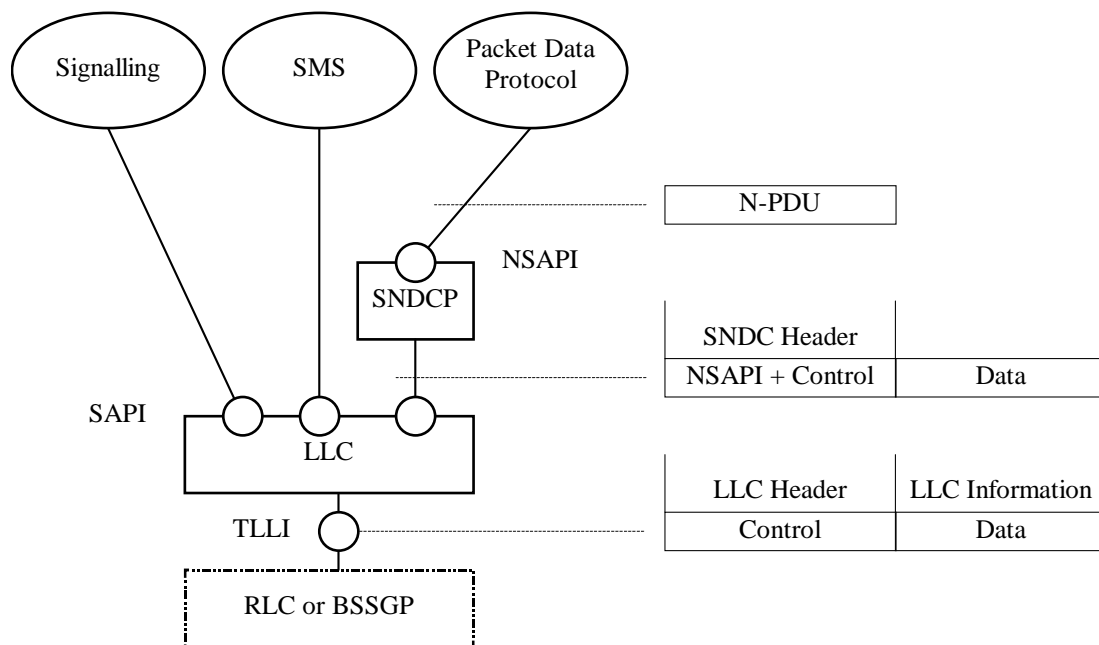 Signalling
SMS
Packet Data
Protocol
N-PDU
NSAPI
SNDCP
SNDC Header
NSAPI + Control
Data
SAPI
LLC
LLC Header
LLC Information
TLLI
Control
Data
RLC or BSSGP